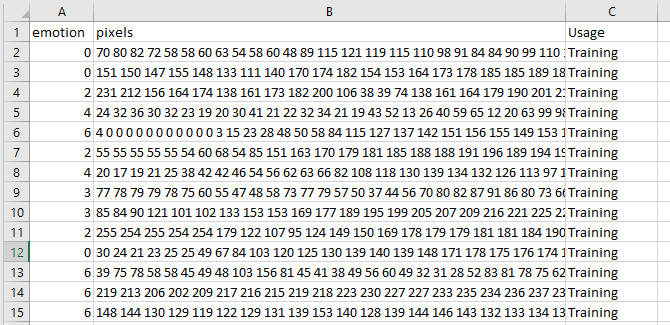 A B C
1 emotion pixels Usage
2 0 70 80 82 72 58 58 60 63 54 58 60 48 89 115 121 119 115 110 98 91 84 84 90 99 110 Training
3 0 151 150 147 155 148 133 111 140 170 174 182 154 153 164 173 178 185 185 189 18 Training
4 2 231 212 156 164 174 138 161 173 182 200 106 38 39 74 138 161 164 179 190 201 21 Training
5 4 24 32 36 30 32 23 19 20 30 41 21 22 32 34 21 19 43 52 13 26 40 59 65 12 20 63 99 98 Training
6 6 4 0 0 0 0 0 0 0 0 0 0 0 3 15 23 28 48 50 58 84 115 127 137 142 151 156 155 149 153 1 Training
7 2 55 55 55 55 55 54 60 68 54 85 151 163 170 179 181 185 188 188 191 196 189 194 19 Training
8 4 20 17 19 21 25 38 42 42 46 54 56 62 63 66 82 108 118 130 139 134 132 126 113 97 1 Training
9 3 77 78 79 79 78 75 60 55 47 48 58 73 77 79 57 50 37 44 56 70 80 82 87 91 86 80 73 66 Training
10 3 85 84 90 121 101 102 133 153 153 169 177 189 195 199 205 207 209 216 221 225 22 Training
11 2 255 254 255 254 254 179 122 107 95 124 149 150 169 178 179 179 181 181 184 190 Training
12 0 30 24 21 23 25 25 49 67 84 103 120 125 130 139 140 139 148 171 178 175 176 174 1 Training
13 6 39 75 78 58 58 45 49 48 103 156 81 45 41 38 49 56 60 49 32 31 28 52 83 81 78 75 62 Training
14 6 219 213 206 202 209 217 216 215 219 218 223 230 227 227 233 235 234 236 237 23 Training
15 6 148 144 130 129 119 122 129 131 139 153 140 128 139 144 146 143 132 133 134 13 Training